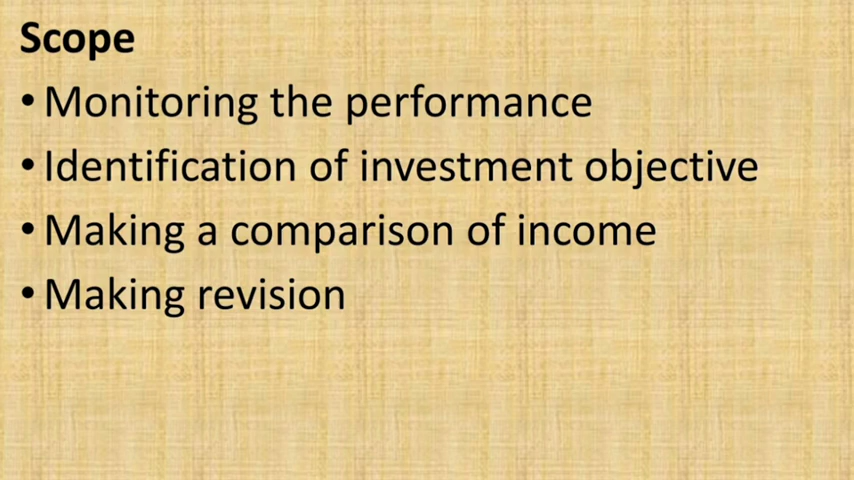 Scope
• Monitoring the performance
• Identification of investment objective
• Making a comparison of income
• Making revision